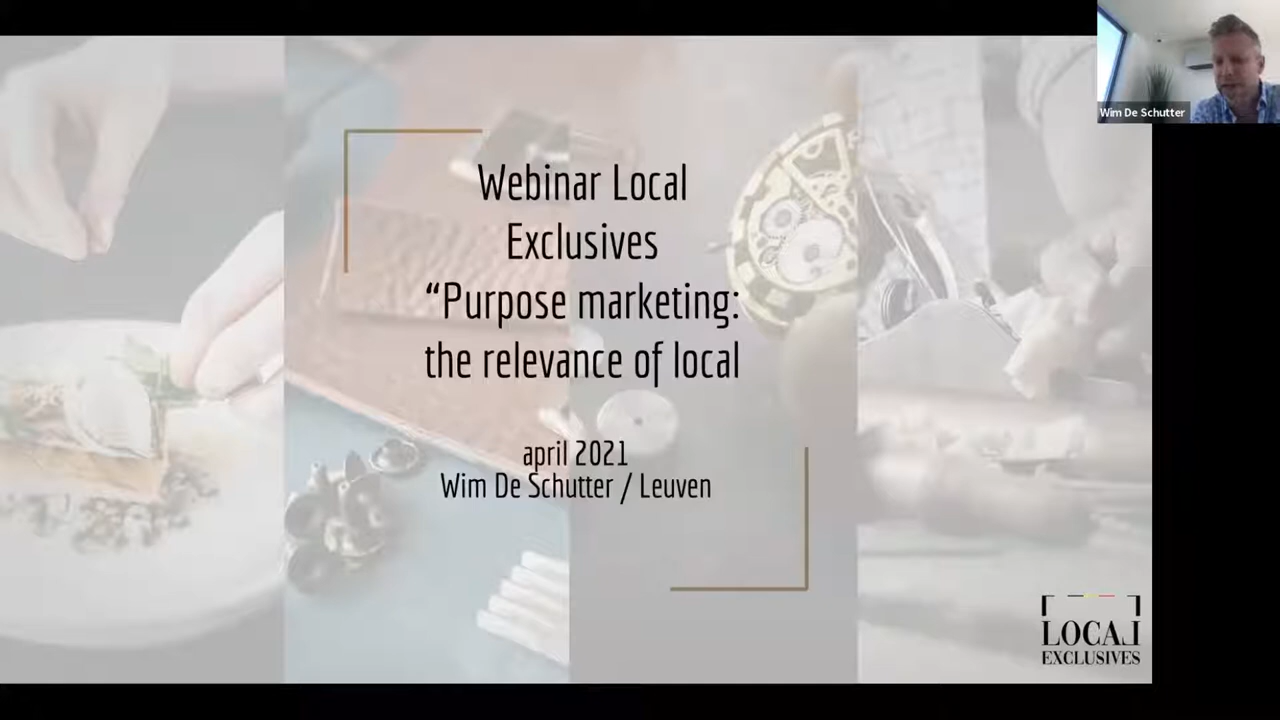 Wim De Schutter
Webinar Local
Exclusives
“Purpose marketing:
the relevance of local
april 2021
Wim De Schutter / Leuven
LOCAL
EXCLUSIVES